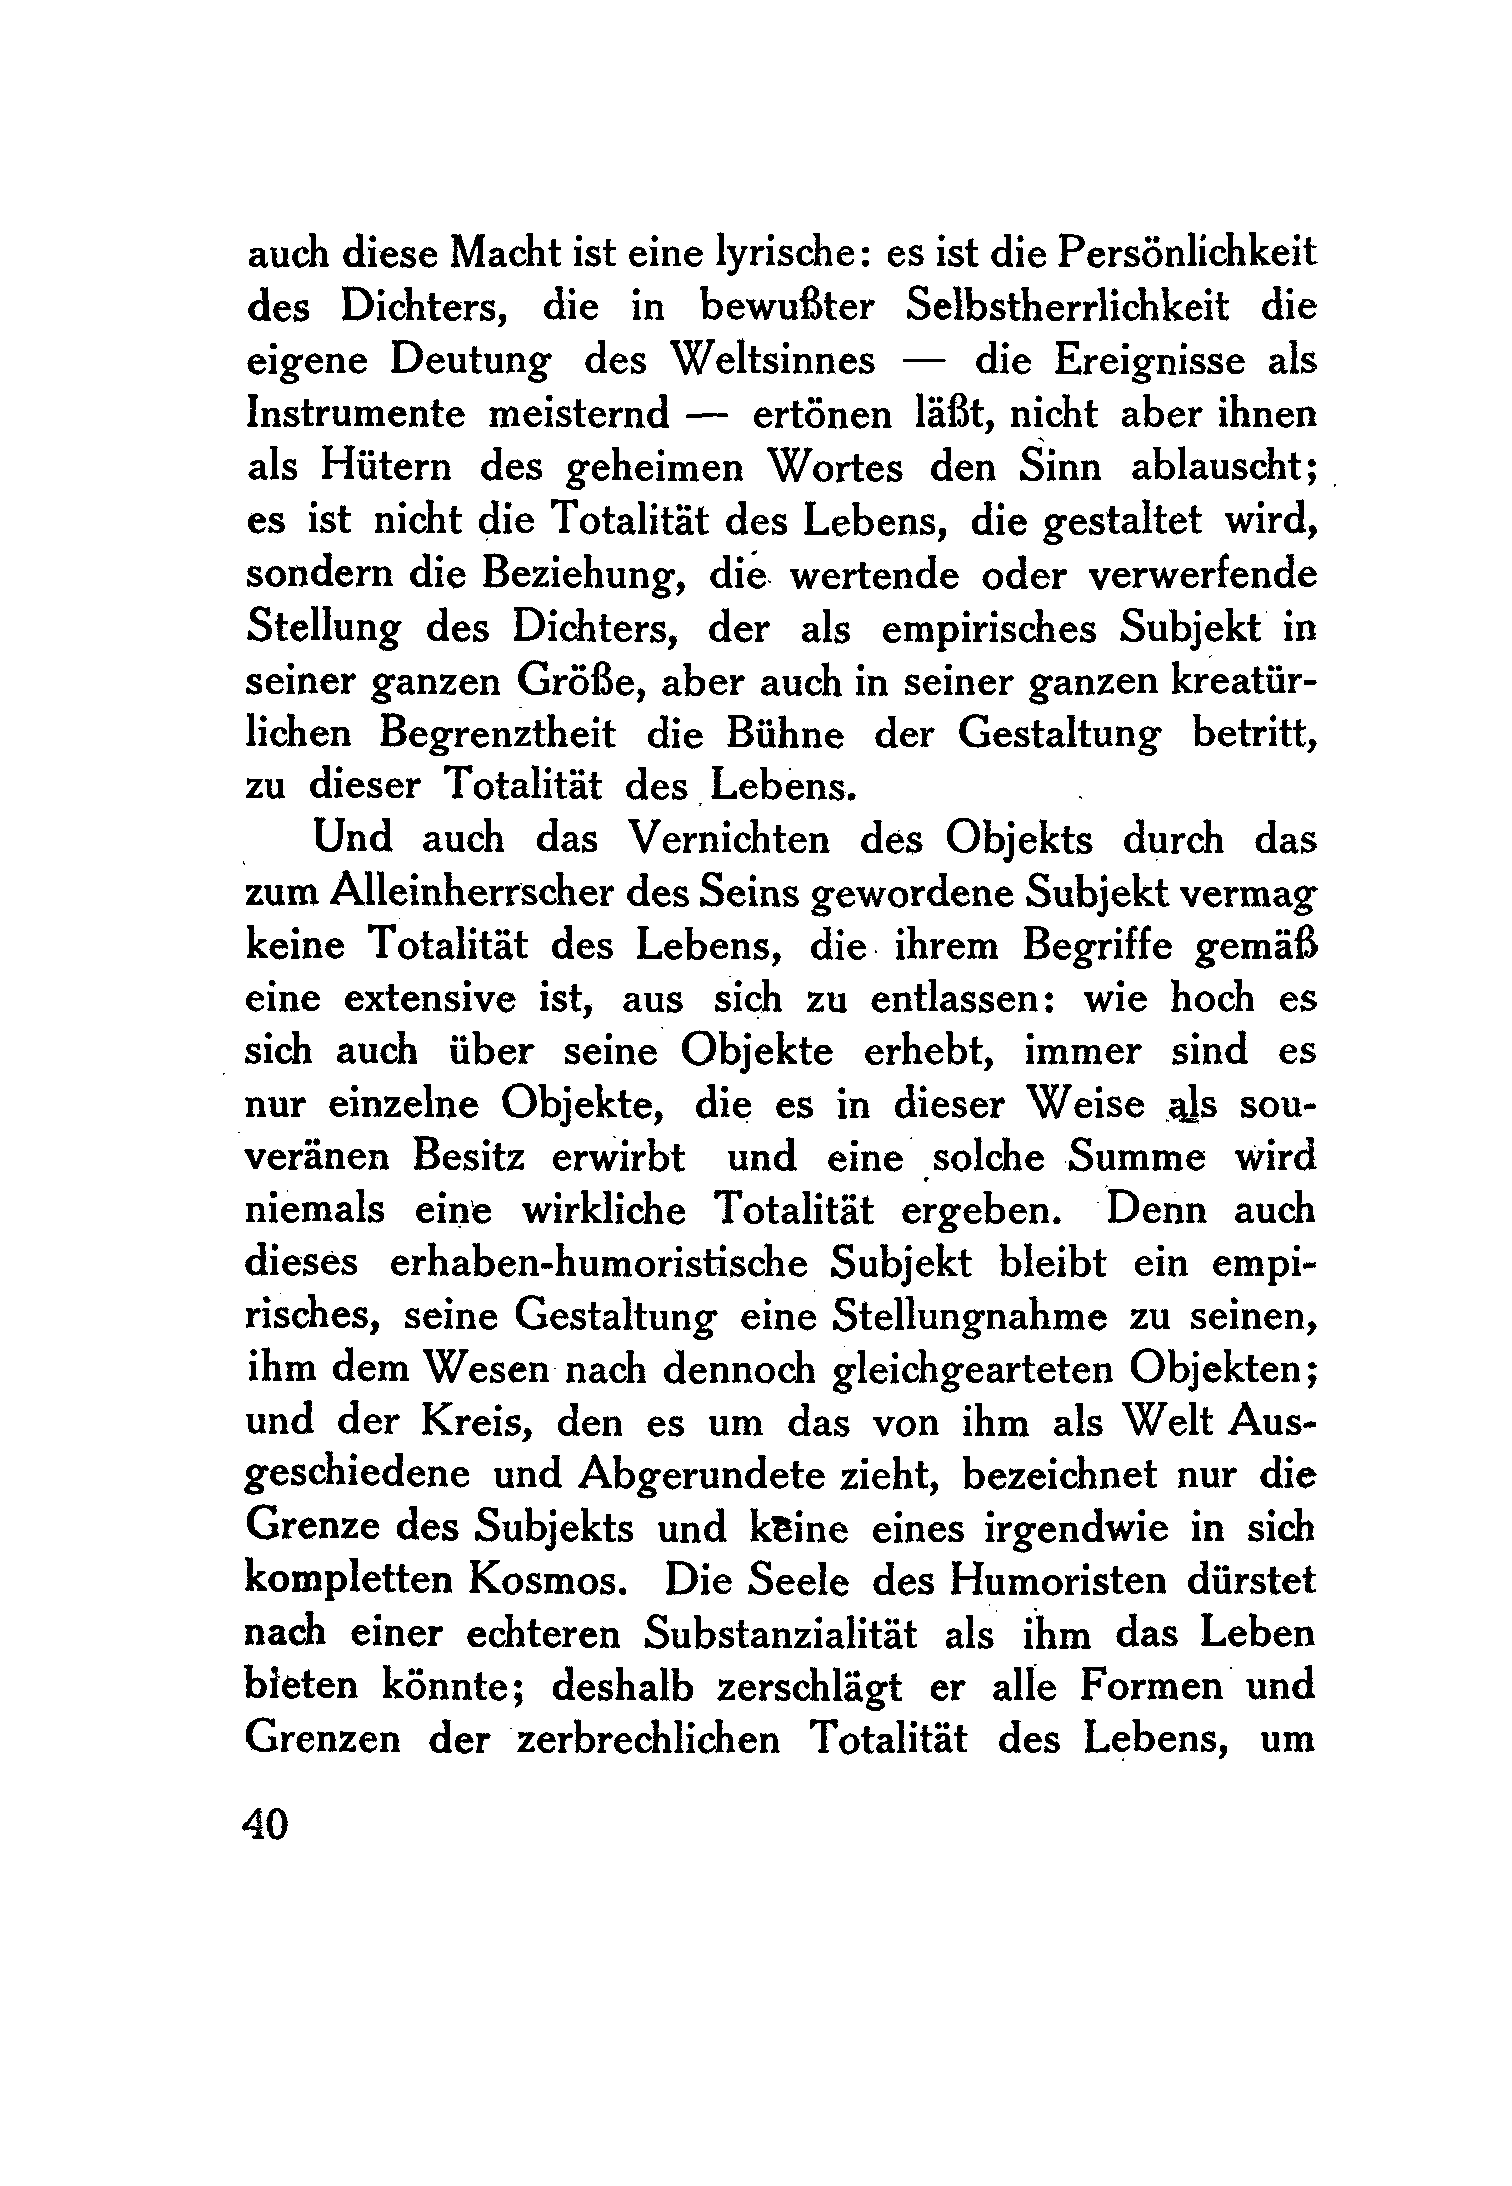 auch diese Macht ist eine lyrische: es ist die Persönlichkeit
des Dichters, die in bewußter Selbstherrlichkeit die
eigene Deutung des Weltsinnes — die Ereignisse als
Instrumente meisternd — ertönen läßt, nicht aber ihnen
als Hütern des geheimen Wortes den Sinn ablauscht;
es ist nicht die Totalität des Lebens, die gestaltet wird,
sondern die Beziehung, die wertende oder verwerfende
Stellung des Dichters, der als empirisches Subjekt in
seiner ganzen Größe, aber auch in seiner ganzen kreatür-
lichen Begrenztheit die Bühne der Gestaltung betritt,
zu dieser Totalität des Lebens.
Und auch das Vernichten des Objekts durch das
zum Alleinherrscher des Seins gewordene Subjekt vermag
keine Totalität des Lebens, die ihrem Begriffe gemäß
eine extensive ist, aus sich zu entlassen: wie hoch es
sich auch über seine Objekte erhebt, immer sind es
nur einzelne Objekte, die es in dieser Weise als sou-
veränen Besitz erwirbt und eine solche Summe wird
niemals eine wirkliche Totalität ergeben. Denn auch
dieses erhaben-humoristische Subjekt bleibt ein empi-
risches, seine Gestaltung eine Stellungnahme zu seinen,
ihm dem Wesen nach dennoch gleichgearteten Objekten;
und der Kreis, den es um das von ihm als Welt Aus-
geschiedene und Abgerundete zieht, bezeichnet nur die
Grenze des Subjekts und keine eines irgendwie in sich
kompletten Kosmos. Die Seele des Humoristen dürstet
nach einer echteren Substanzialität als ihm das Leben
bieten könnte; deshalb zerschlägt er alle Formen und
Grenzen der zerbrechlichen Totalität des Lebens, um
40